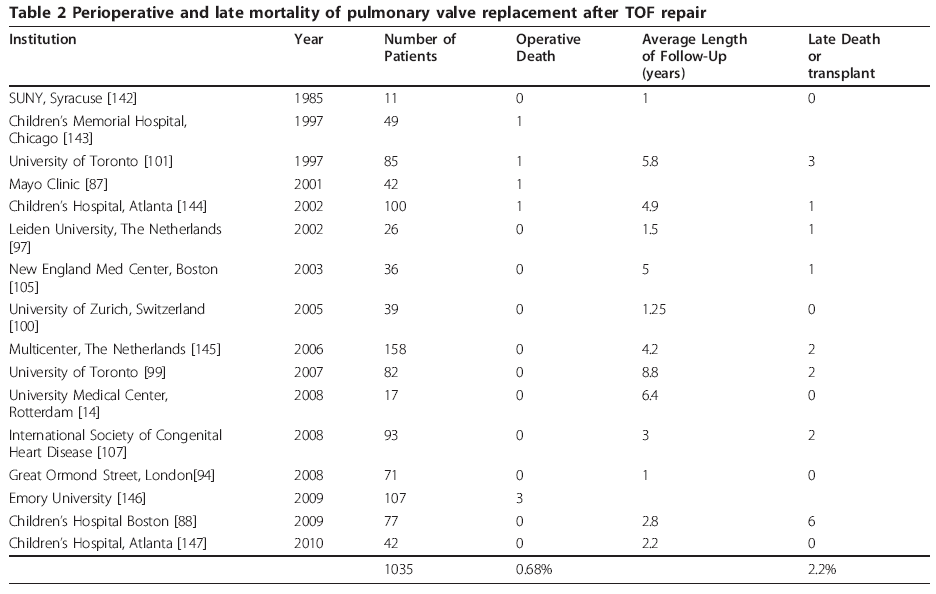 Table 2 Perioperative and late mortality of pulmonary valve replacement after TOF repair
Institution Year Number of Patients Operative Death Average Length of Follow-Up (years) Late Death or transplant
SUNY, Syracuse [142] 1985 11 0 1 0
Children's Memorial Hospital, Chicago [143] 1997 49 1
University of Toronto [101] 1997 85 1 5.8 3
Mayo Clinic [87] 2001 42 1
Children's Hospital, Atlanta [144] 2002 100 1 4.9 1
Leiden University, The Netherlands [97] 2002 26 0 1.5 1
New England Med Center, Boston [105] 2003 36 0 5 1
University of Zurich, Switzerland [100] 2005 39 0 1.25 0
Multicenter, The Netherlands [145] 2006 158 0 4.2 2
University of Toronto [99] 2007 82 0 8.8 2
University Medical Center, Rotterdam [14] 2008 17 0 6.4 0
International Society of Congenital Heart Disease [107] 2008 93 0 3 2
Great Ormond Street, London[94] 2008 71 0 1 0
Emory University [146] 2009 107 3
Children's Hospital Boston [88] 2009 77 0 2.8 6
Children's Hospital, Atlanta [147] 2010 42 0 2.2 0
1035 0.68% 2.2%